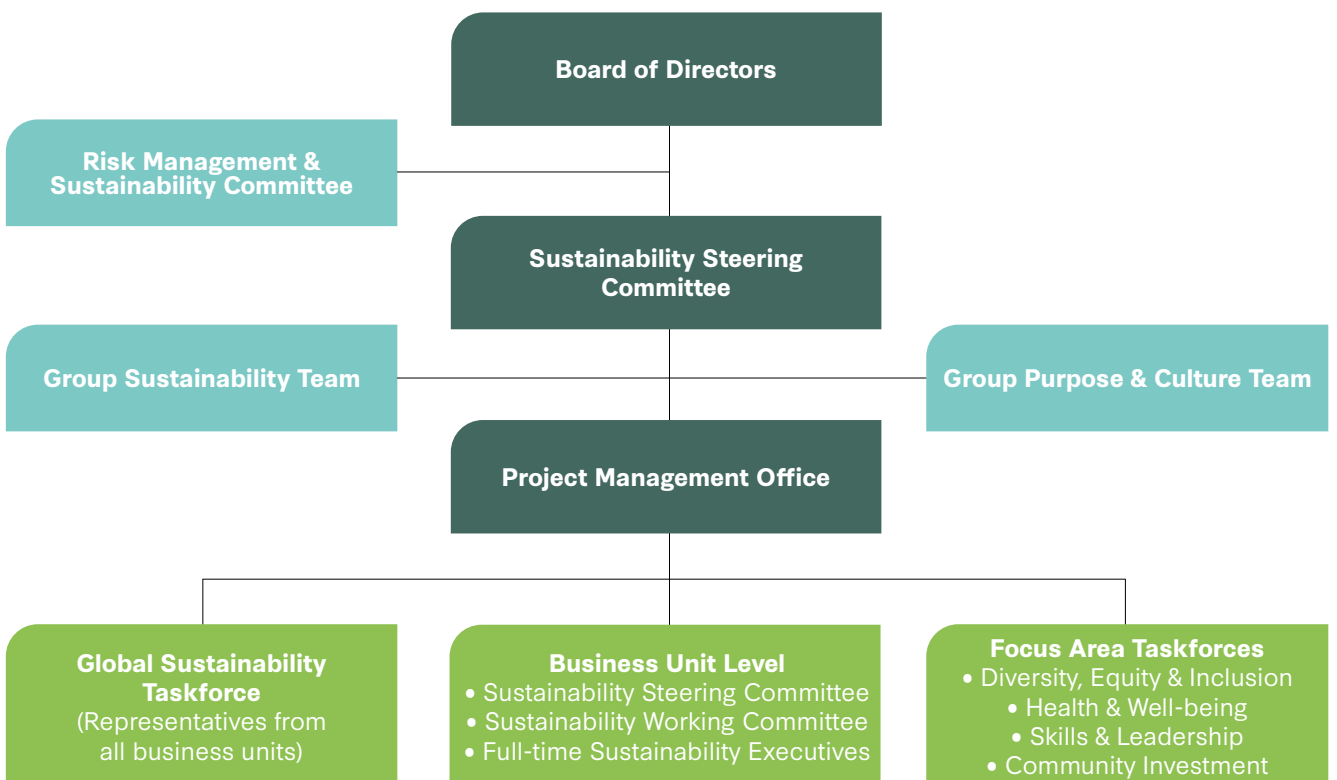 Board of Directors
Risk Management &
Sustainability Committee
Sustainability Steering
Committee
Group Sustainability Team
Group Purpose & Culture Team
Project Management Office
Global Sustainability
Taskforce
(Representatives from
all business units)
Business Unit Level
• Sustainability Steering Committee
• Sustainability Working Committee
• Full-time Sustainability Executives
Focus Area Taskforces
• Diversity, Equity & Inclusion
• Health & Well-being
• Skills & Leadership
• Community Investment